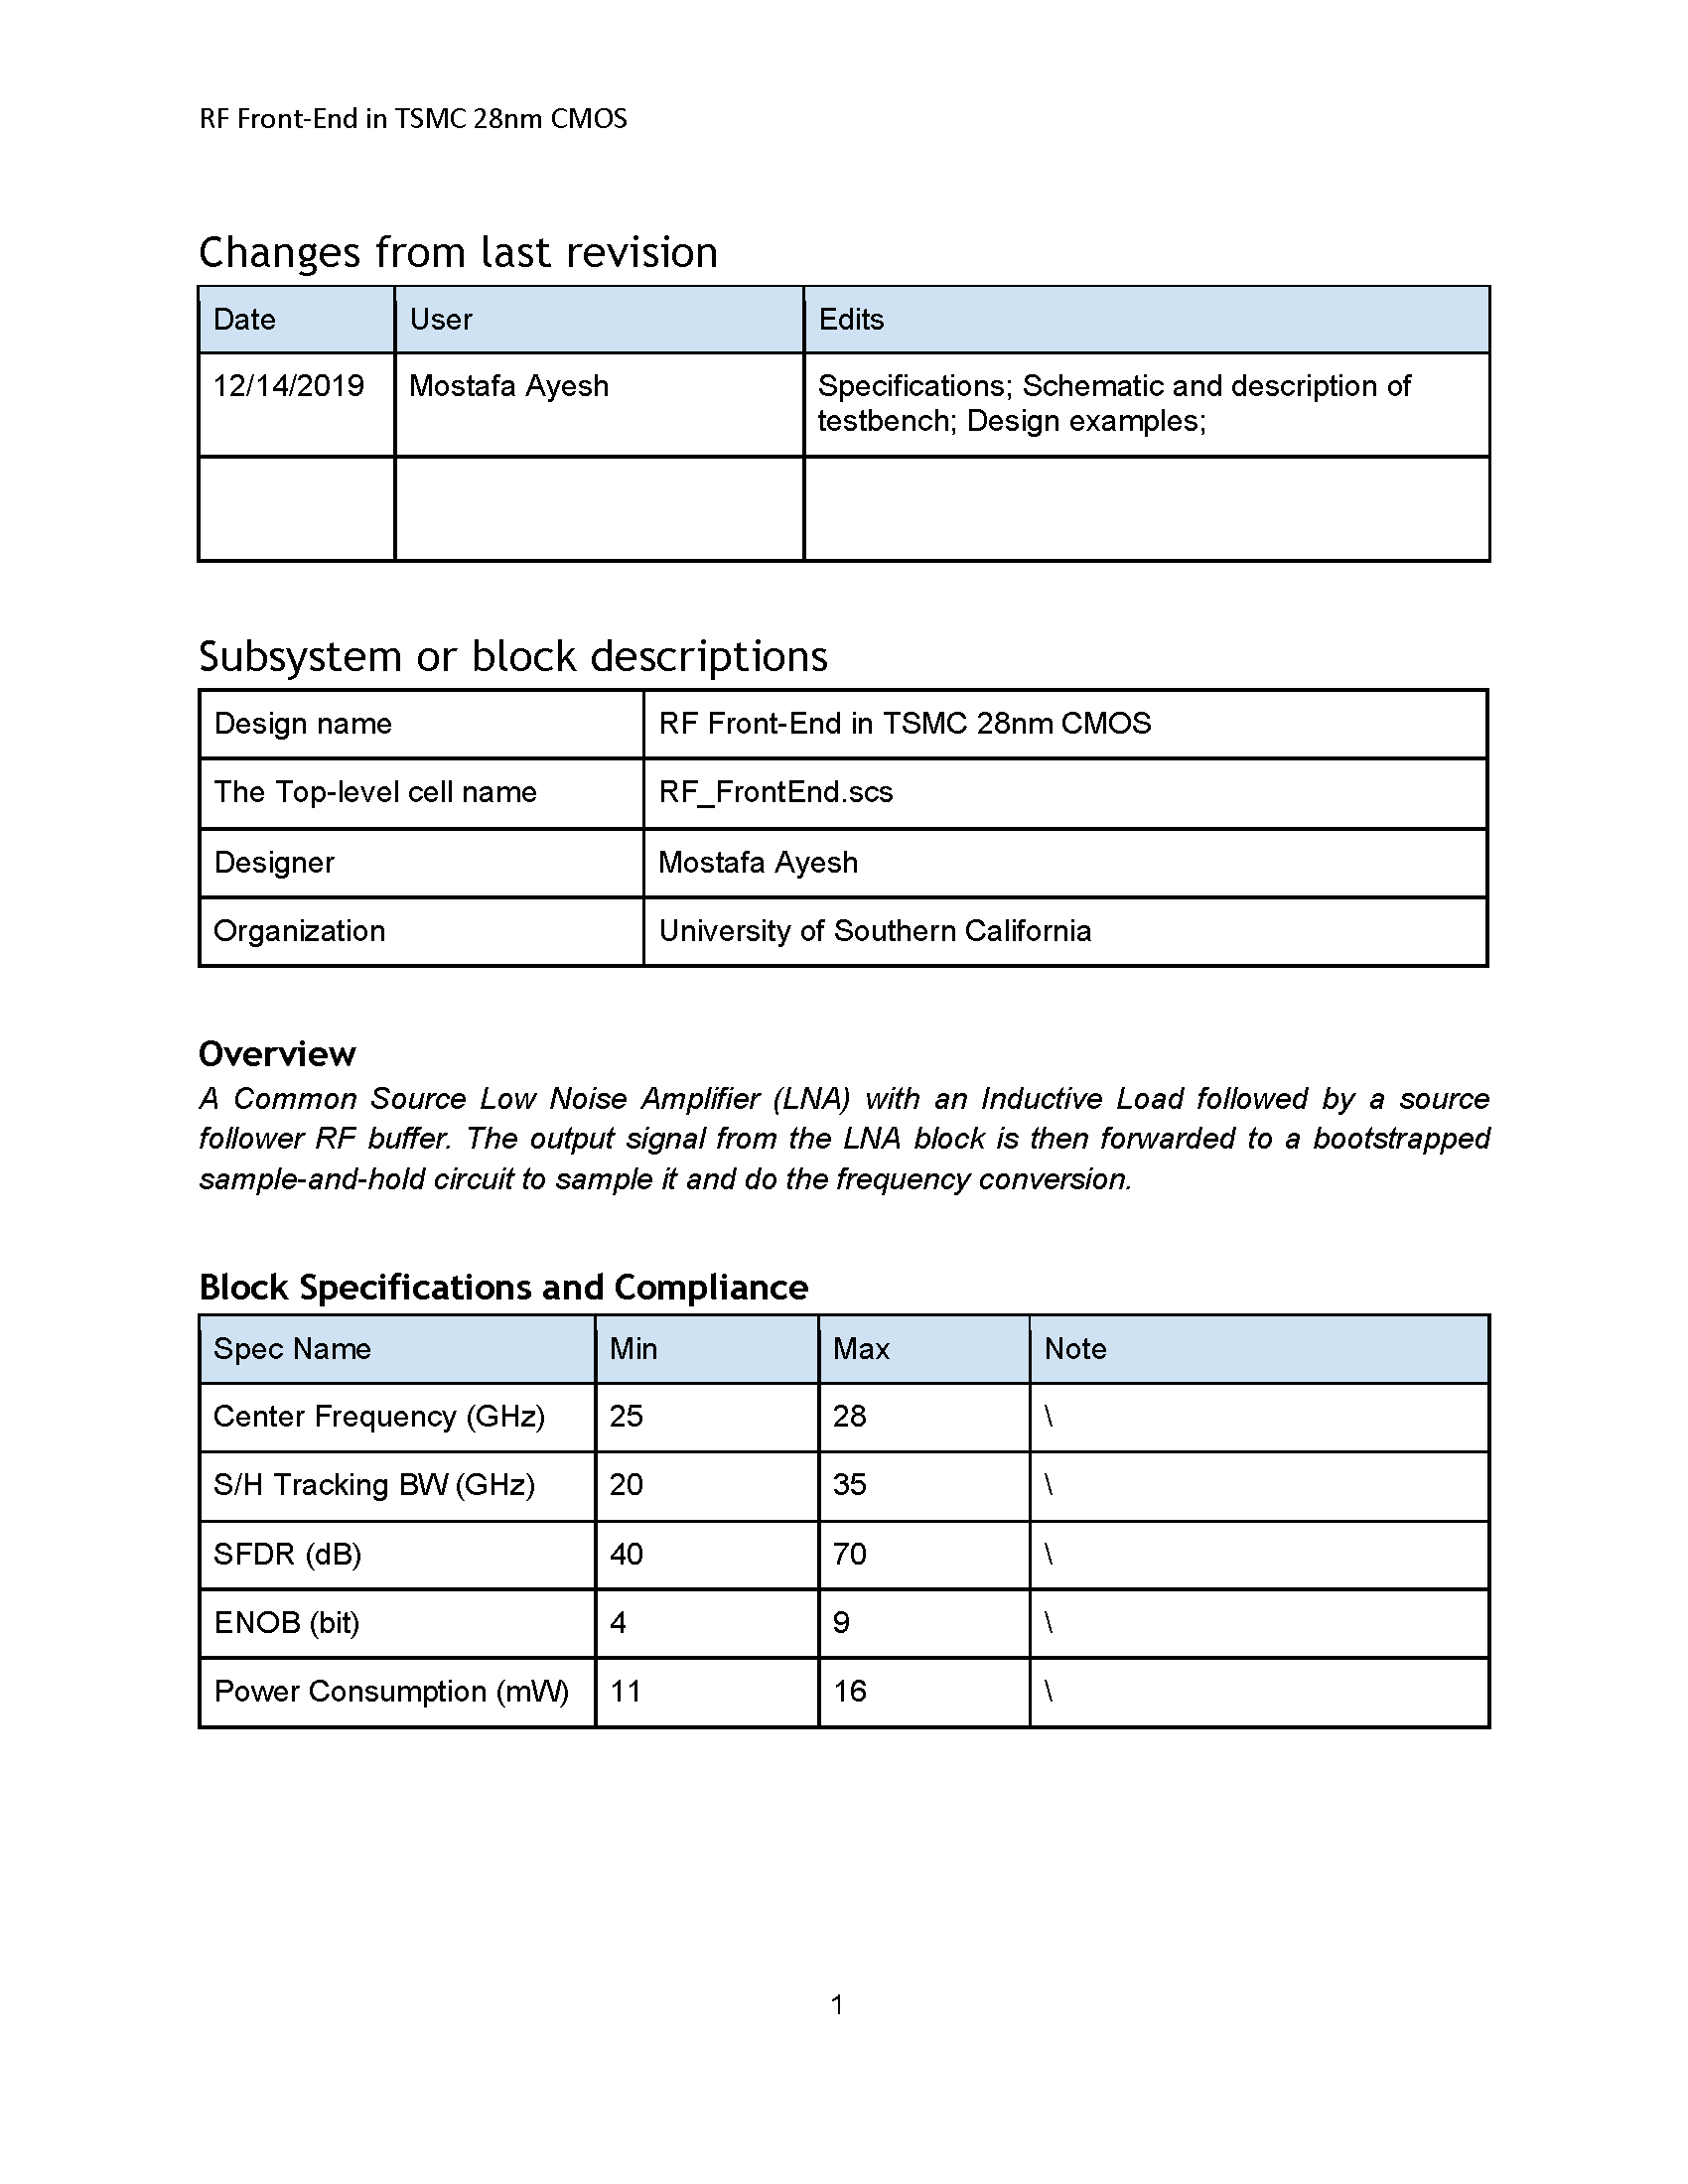 RF Front-End in TSMC 28nm CMOS
Changes from last revision
Date User Edits
12/14/2019 Mostafa Ayesh Specifications; Schematic and description of
testbench; Design examples;
Subsystem or block descriptions
Design name RF Front-End in TSMC 28nm CMOS
The Top-level cell name RF_FrontEnd.scs
Designer Mostafa Ayesh
Organization University of Southern California
Overview
A Common Source Low Noise Amplifier (LNA) with an Inductive Load followed by a source
follower RF buffer. The output signal from the LNA block is then forwarded to a bootstrapped
sample-and-hold circuit to sample it and do the frequency conversion.
Block Specifications and Compliance
Spec Name Min Max Note
Center Frequency (GHz) 25 28 \
S/H Tracking BW (GHz) 20 35 \
SFDR (dB) 40 70 \
ENOB (bit) 4 9 \
Power Consumption (mW) 11 16 \
1